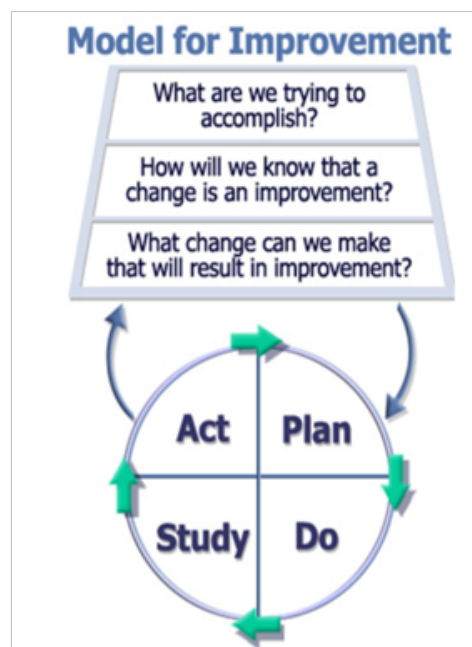 Model for Improvement
What are we trying to
accomplish?
How will we know that a
change is an improvement?
What change can we make
that will result in improvement?
Act
Plan
Study
Do